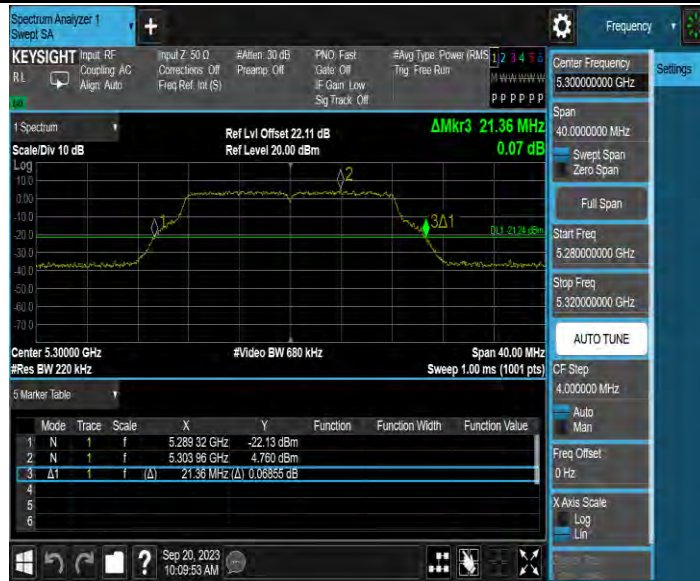 Spectrum Analyzer 1
Swept SA
+
Frequency
KEYSIGHT
RL
Input: RF
Coupling: AC
Align: Auto
Input Z: 50 Ω
Corrections: Off
Freq Ref: Int (S)
#Atten: 30 dB
Preamp: Off
PNO: Fast
Gate: Off
IF Gain: Low
Sig Track: Off
#Avg Type: Power (RMS
Trig: Free Run
1 2 3 4 5 6
M W W W W W
P P P P P P
1 Spectrum
Scale/Div 10 dB
Ref Lvl Offset 22.11 dB
Ref Level 20.00 dBm
ΔMkr3 21.36 MHz
0.07 dB
Log
10.0
0.00
-10.0
-20.0
-30.0
-40.0
-50.0
-60.0
-70.0
1
2
3Δ1
DL1 -21.24 dBm
Center 5.30000 GHz
#Res BW 220 kHz
#Video BW 680 kHz
Span 40.00 MHz
Sweep 1.00 ms (1001 pts)
5 Marker Table
Mode Trace Scale X Y Function Function Width Function Value
1 N 1 f 5.289 32 GHz -22.13 dBm
2 N 1 f 5.303 96 GHz 4.760 dBm
3 Δ1 1 f (Δ) 21.36 MHz (Δ) 0.06855 dB
4
5
6
?
Sep 20, 2023
10:09:53 AM
Center Frequency
5.300000000 GHz
Span
40.0000000 MHz
Swept Span
Zero Span
Full Span
Start Freq
5.280000000 GHz
Stop Freq
5.320000000 GHz
AUTO TUNE
CF Step
4.000000 MHz
Auto
Man
Freq Offset
0 Hz
X Axis Scale
Log
Lin
Settings